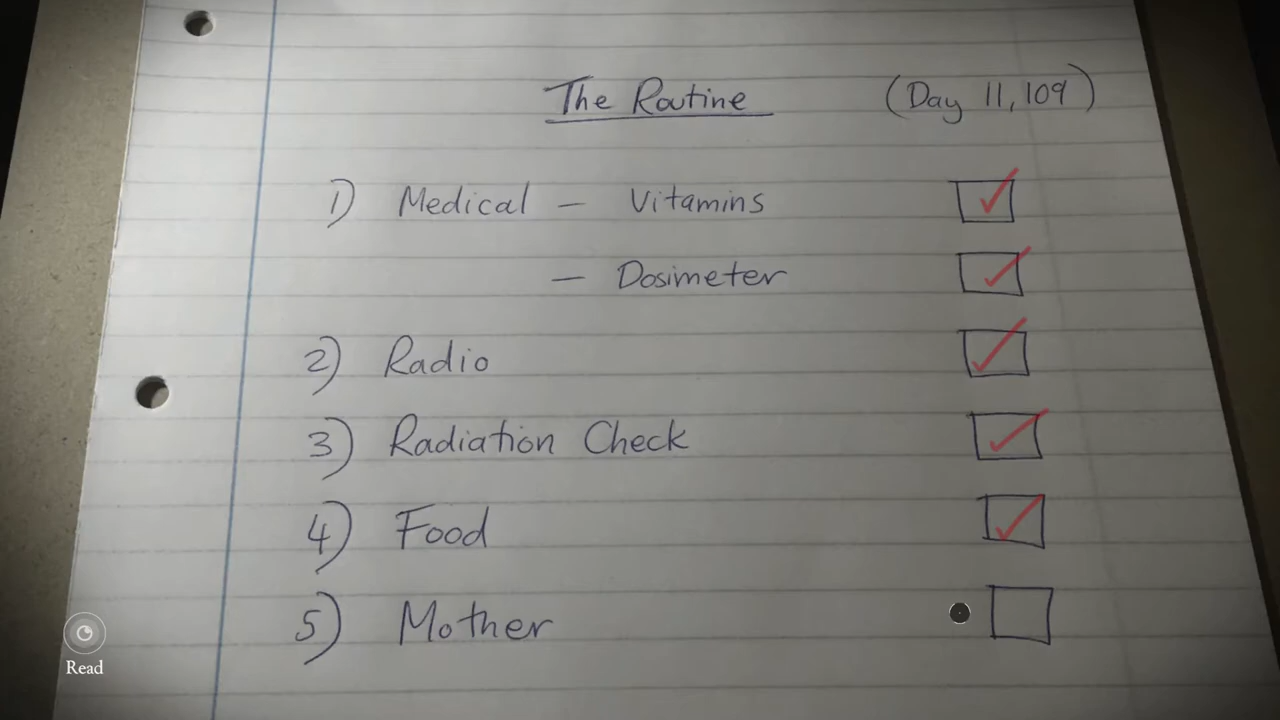 The Routine (Day 11,109)
1) Medical – Vitamins
– Dosimeter
2) Radio
3) Radiation Check
4) Food
5) Mother
Read